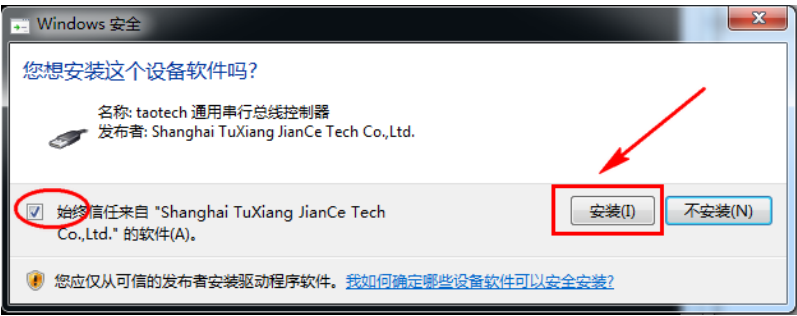 Windows 安全
您想安装这个设备软件吗?
名称: taotech 通用串行总线控制器
发布者: Shanghai TuXiang JianCe Tech Co.,Ltd.
始终信任来自 "Shanghai TuXiang JianCe Tech
Co.,Ltd." 的软件(A)。
安装(I)
不安装(N)
您应仅从可信的发布者安装驱动程序软件。我如何确定哪些设备软件可以安全安装?